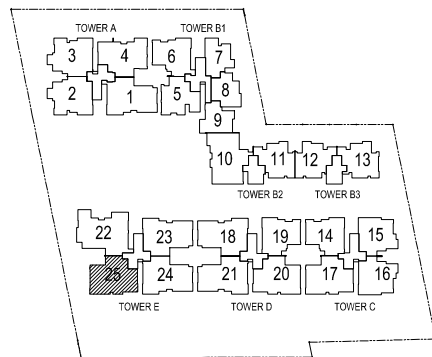 TOWER A TOWER B1
3 4 6 7
2 1 5 8
9
10 11 12 13
TOWER B2 TOWER B3
22 23 18 19 14 15
25 24 21 20 17 16
TOWER E TOWER D TOWER C